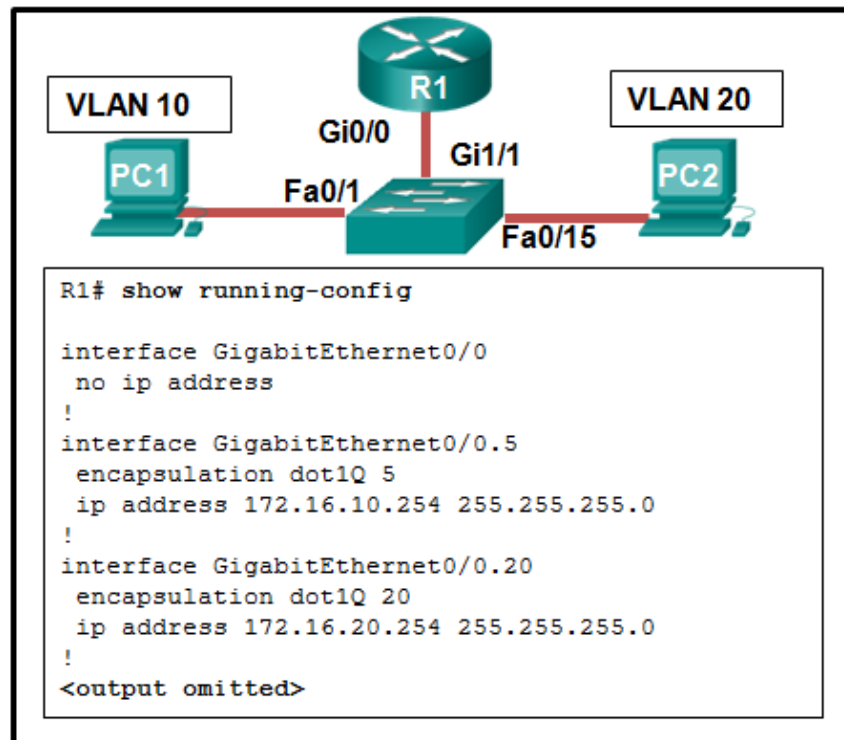 R1
VLAN 10
VLAN 20
Gi0/0
Gi1/1
PC1
PC2
Fa0/1
Fa0/15
R1# show running-config
interface GigabitEthernet0/0
no ip address
!
interface GigabitEthernet0/0.5
encapsulation dot1Q 5
ip address 172.16.10.254 255.255.255.0
!
interface GigabitEthernet0/0.20
encapsulation dot1Q 20
ip address 172.16.20.254 255.255.255.0
!
<output omitted>